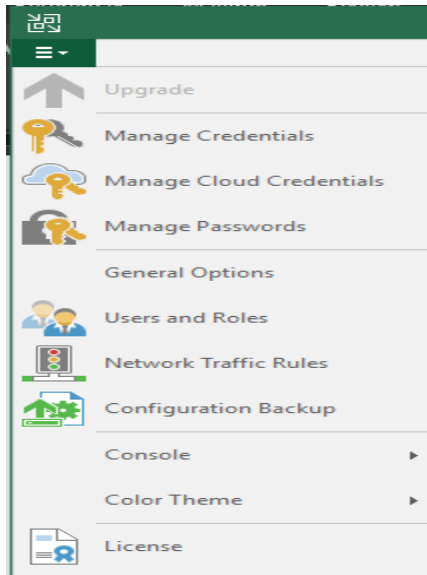 Upgrade
Manage Credentials
Manage Cloud Credentials
Manage Passwords
General Options
Users and Roles
Network Traffic Rules
Configuration Backup
Console
Color Theme
License